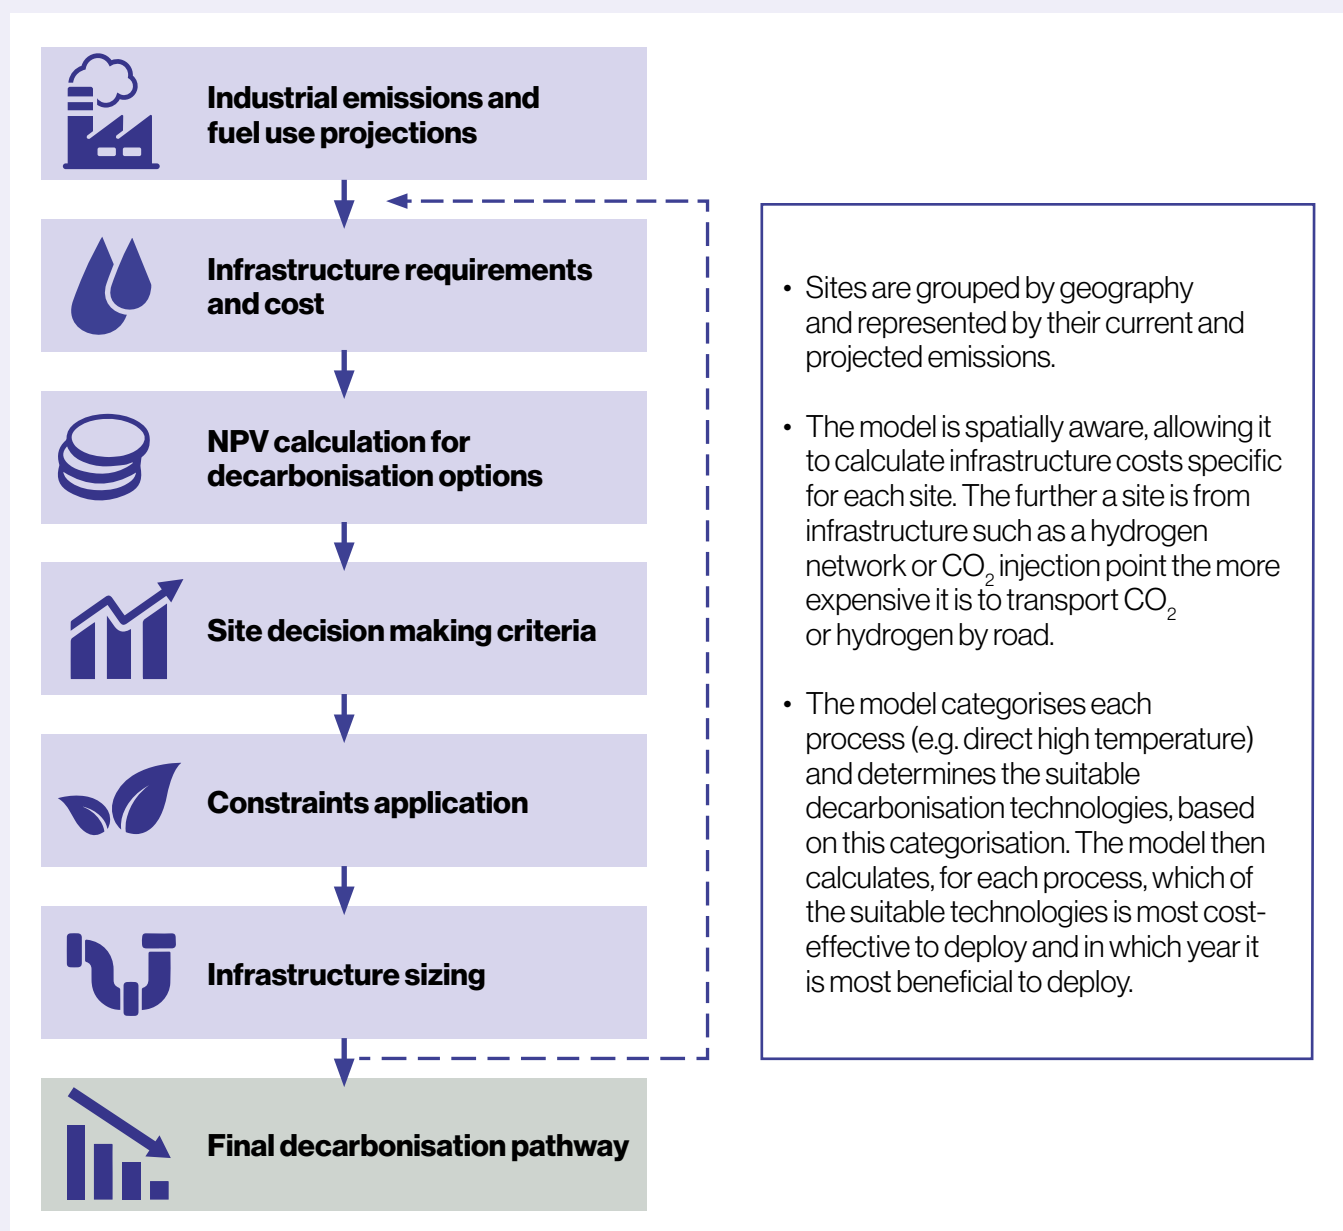 Industrial emissions and
fuel use projections
Infrastructure requirements
and cost
NPV calculation for
decarbonisation options
Site decision making criteria
Constraints application
Infrastructure sizing
Final decarbonisation pathway
• Sites are grouped by geography
and represented by their current and
projected emissions.
• The model is spatially aware, allowing it
to calculate infrastructure costs specific
for each site. The further a site is from
infrastructure such as a hydrogen
network or CO₂ injection point the more
expensive it is to transport CO₂
or hydrogen by road.
• The model categorises each
process (e.g. direct high temperature)
and determines the suitable
decarbonisation technologies, based
on this categorisation. The model then
calculates, for each process, which of
the suitable technologies is most cost-
effective to deploy and in which year it
is most beneficial to deploy.